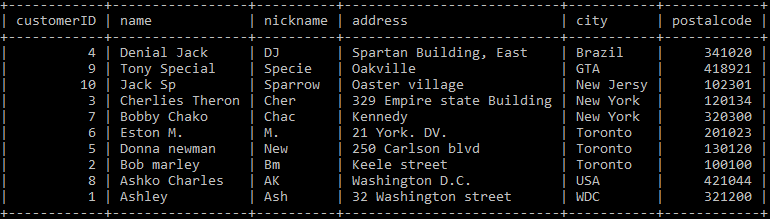 customerID | name | nickname | address | city | postalcode
4 | Denial Jack | DJ | Spartan Building, East | Brazil | 341020
9 | Tony Special | Specie | Oakville | GTA | 418921
10 | Jack Sp | Sparrow | Oaster village | New Jersy | 102301
3 | Cherlies Theron | Cher | 329 Empire state Building | New York | 120134
7 | Bobby Chako | Chac | Kennedy | New York | 320300
6 | Eston M. | M. | 21 York. DV. | Toronto | 201023
5 | Donna newman | New | 250 Carlson blvd | Toronto | 130120
2 | Bob marley | Bm | Keele street | Toronto | 100100
8 | Ashko Charles | AK | Washington D.C. | USA | 421044
1 | Ashley | Ash | 32 Washington street | WDC | 321200